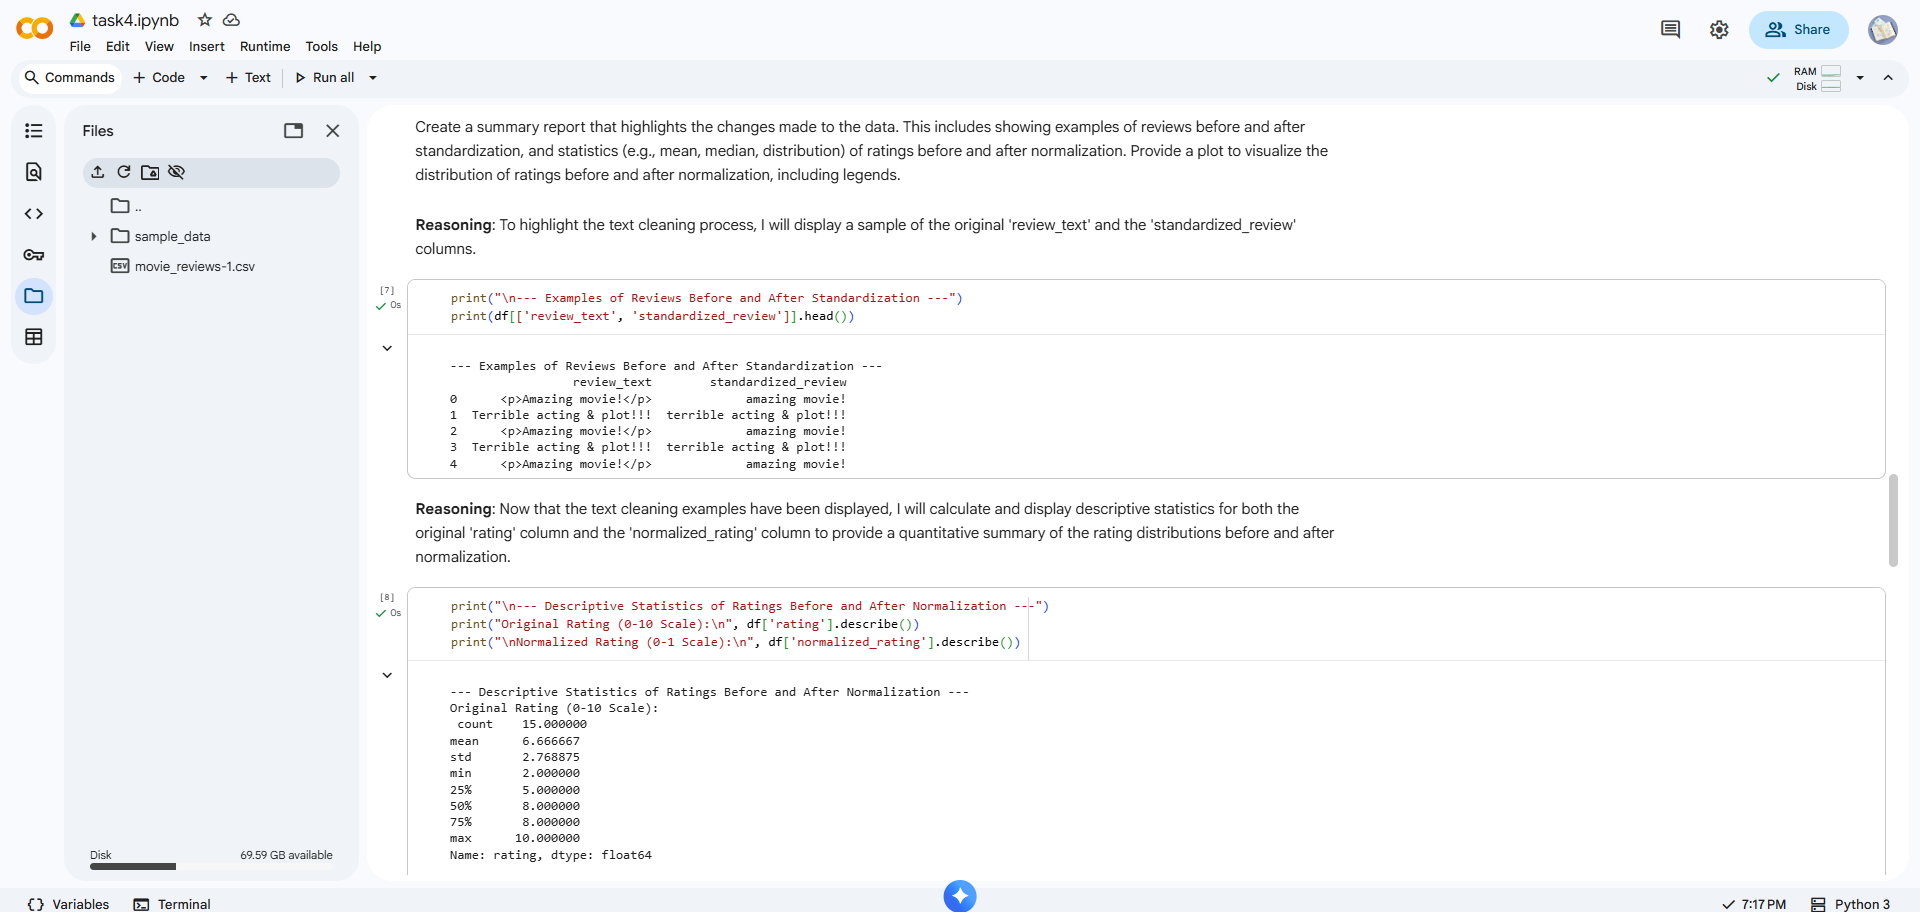 task4.ipynb
File Edit View Insert Runtime Tools Help
Share
Commands + Code + Text Run all
RAM
Disk
Files
..
sample_data
CSV movie_reviews-1.csv
Disk 69.59 GB available
Create a summary report that highlights the changes made to the data. This includes showing examples of reviews before and after
standardization, and statistics (e.g., mean, median, distribution) of ratings before and after normalization. Provide a plot to visualize the
distribution of ratings before and after normalization, including legends.
Reasoning: To highlight the text cleaning process, I will display a sample of the original 'review_text' and the 'standardized_review'
columns.
[7]
0s
print("\n--- Examples of Reviews Before and After Standardization ---")
print(df[['review_text', 'standardized_review']].head())
--- Examples of Reviews Before and After Standardization ---
review_text standardized_review
0 <p>Amazing movie!</p> amazing movie!
1 Terrible acting & plot!!! terrible acting & plot!!!
2 <p>Amazing movie!</p> amazing movie!
3 Terrible acting & plot!!! terrible acting & plot!!!
4 <p>Amazing movie!</p> amazing movie!
Reasoning: Now that the text cleaning examples have been displayed, I will calculate and display descriptive statistics for both the
original 'rating' column and the 'normalized_rating' column to provide a quantitative summary of the rating distributions before and after
normalization.
[8]
0s
print("\n--- Descriptive Statistics of Ratings Before and After Normalization ---")
print("Original Rating (0-10 Scale):\n", df['rating'].describe())
print("\nNormalized Rating (0-1 Scale):\n", df['normalized_rating'].describe())
--- Descriptive Statistics of Ratings Before and After Normalization ---
Original Rating (0-10 Scale):
count 15.000000
mean 6.666667
std 2.768875
min 2.000000
25% 5.000000
50% 8.000000
75% 8.000000
max 10.000000
Name: rating, dtype: float64
Variables Terminal
7:17 PM Python 3